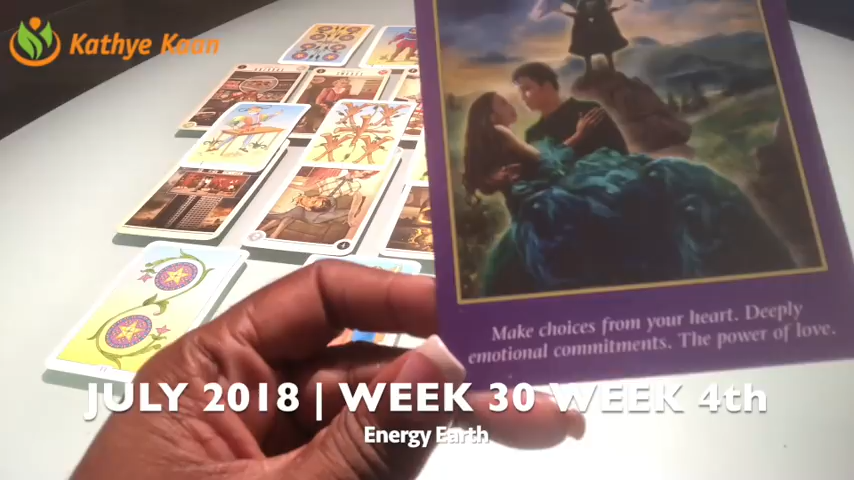 Kathye Kaan
Make choices from your heart. Deeply
emotional commitments. The power of love.
JULY 2018 | WEEK 30 WEEK 4th
Energy Earth